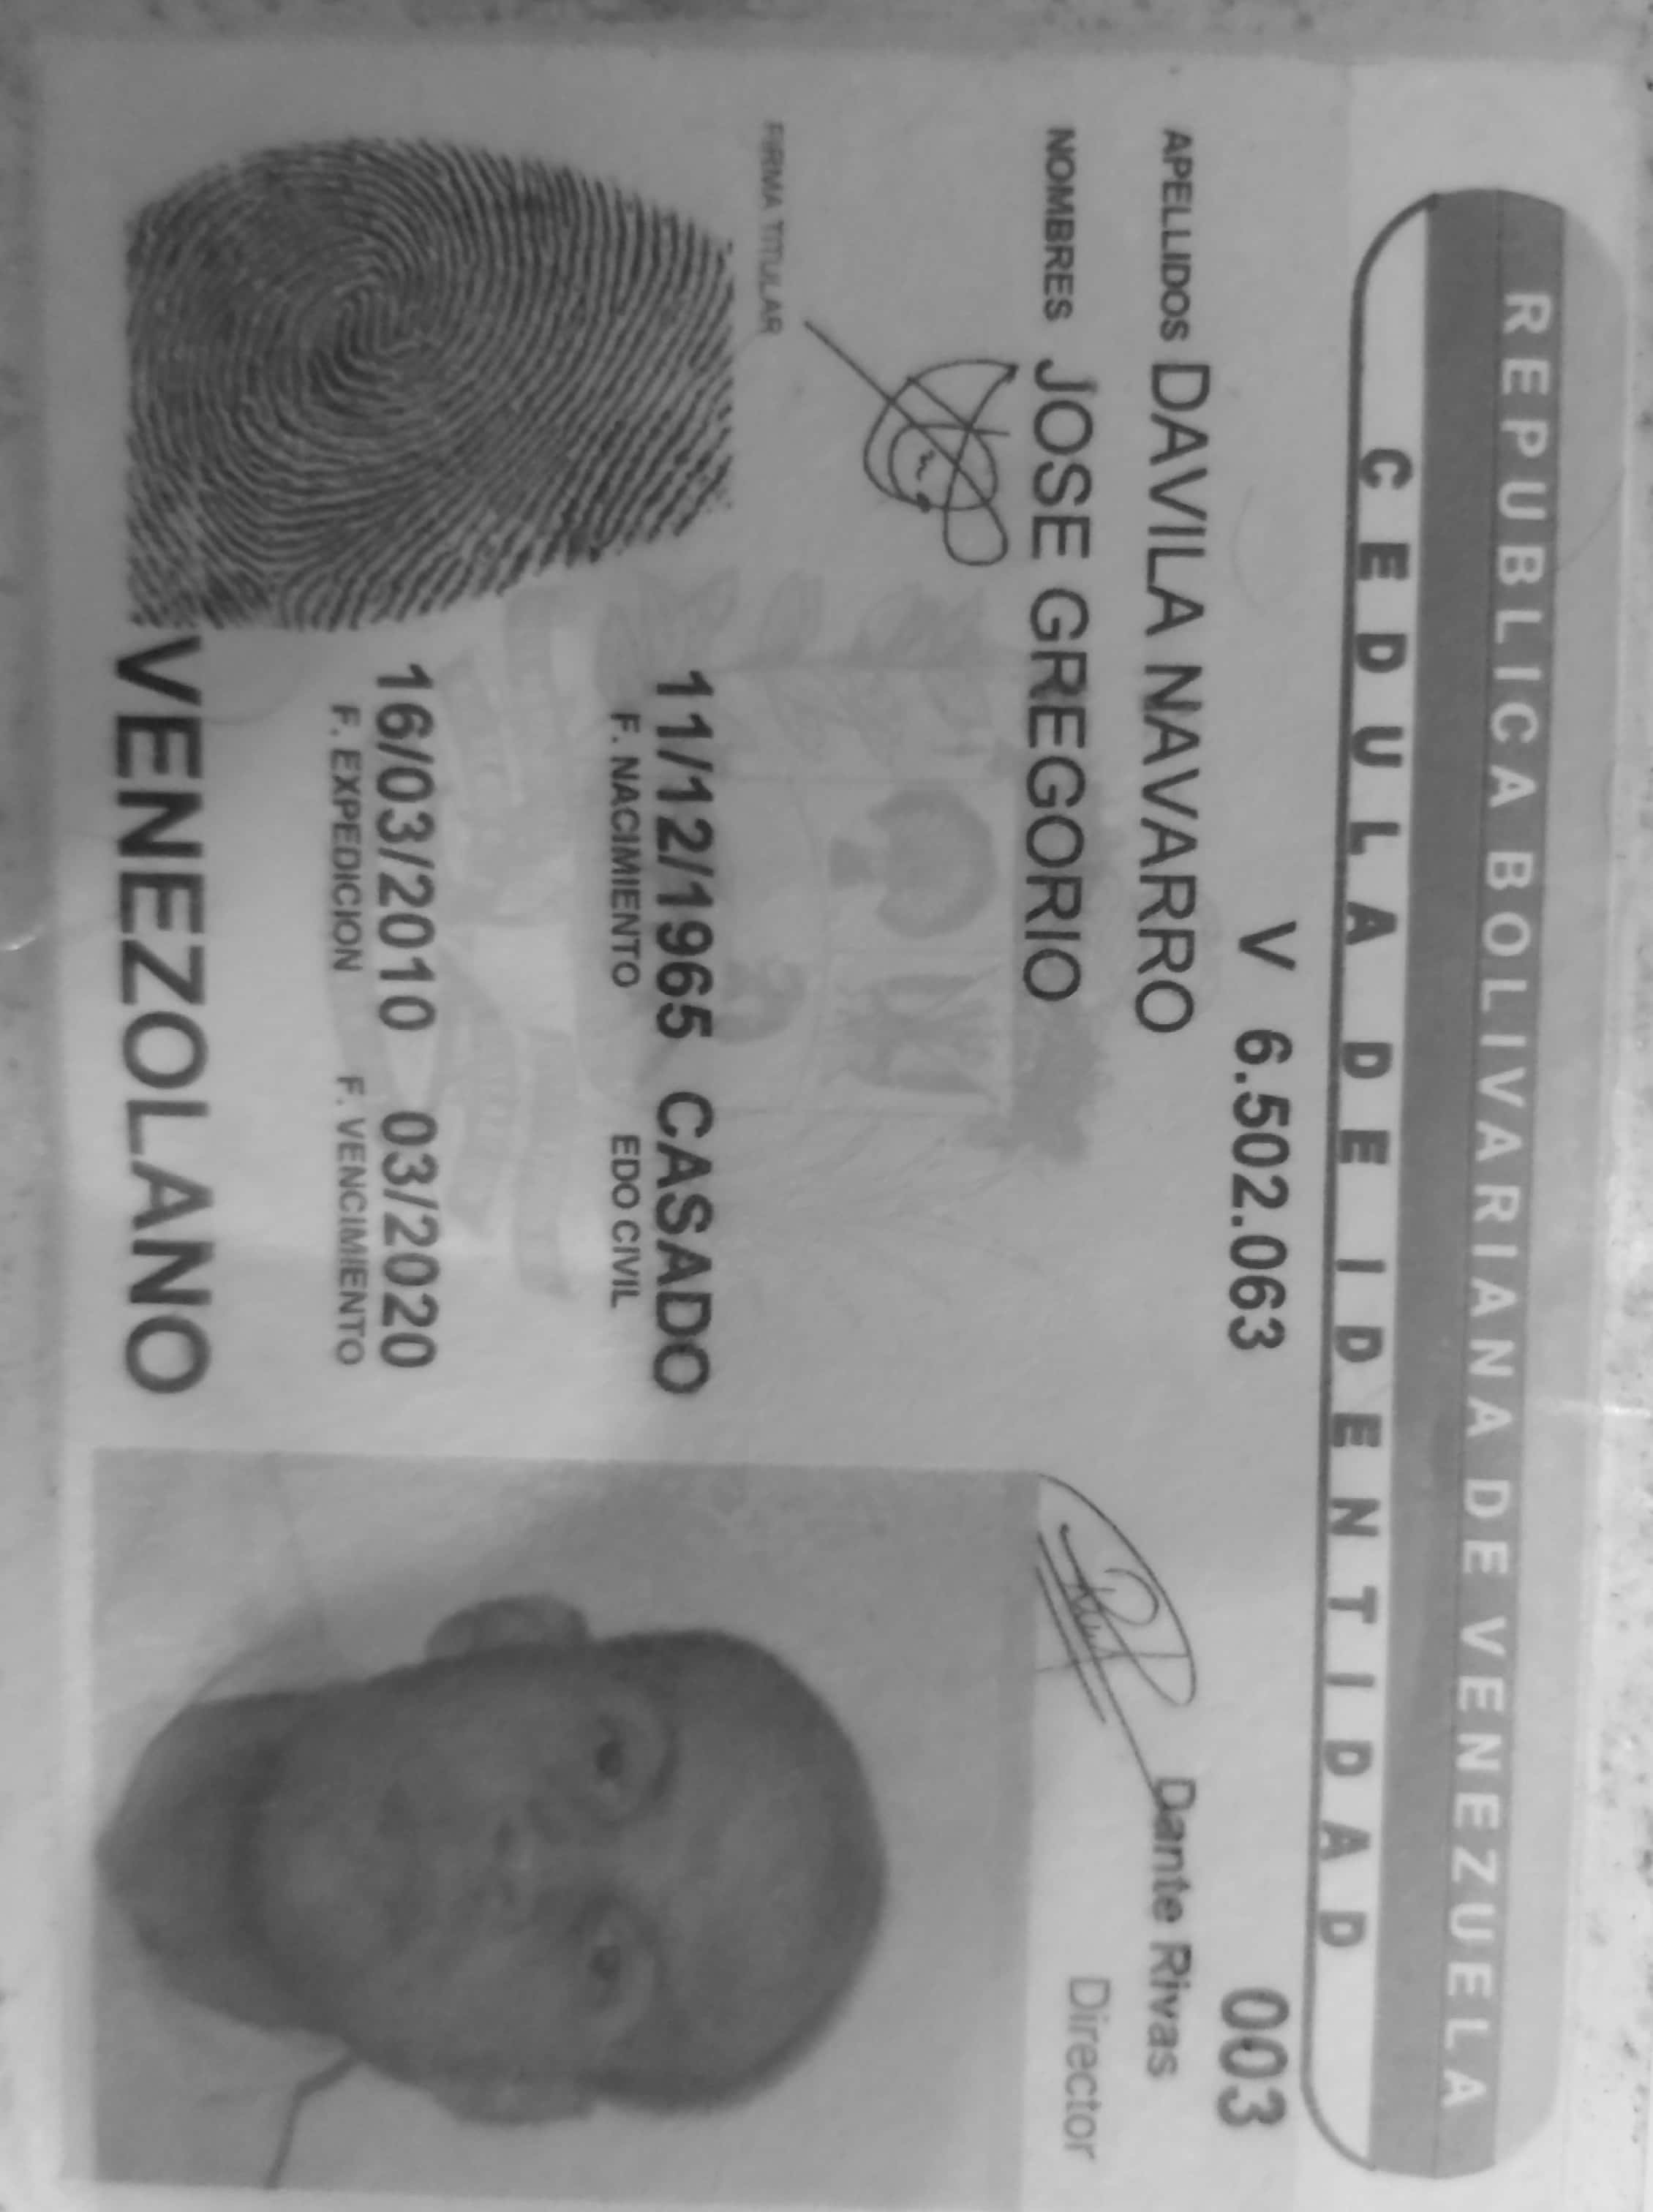 REPUBLICA BOLIVARIANA DE VENEZUELA
CEDULA DE IDENTIDAD
V 6.502.063 003
APELLIDOS DAVILA NAVARRO
Dante Rivas
Director
NOMBRES JOSE GREGORIO
FIRMA TITULAR
11/12/1965 CASADO
F. NACIMIENTO EDO CIVIL
16/03/2010 03/2020
F. EXPEDICION F. VENCIMIENTO
VENEZOLANO